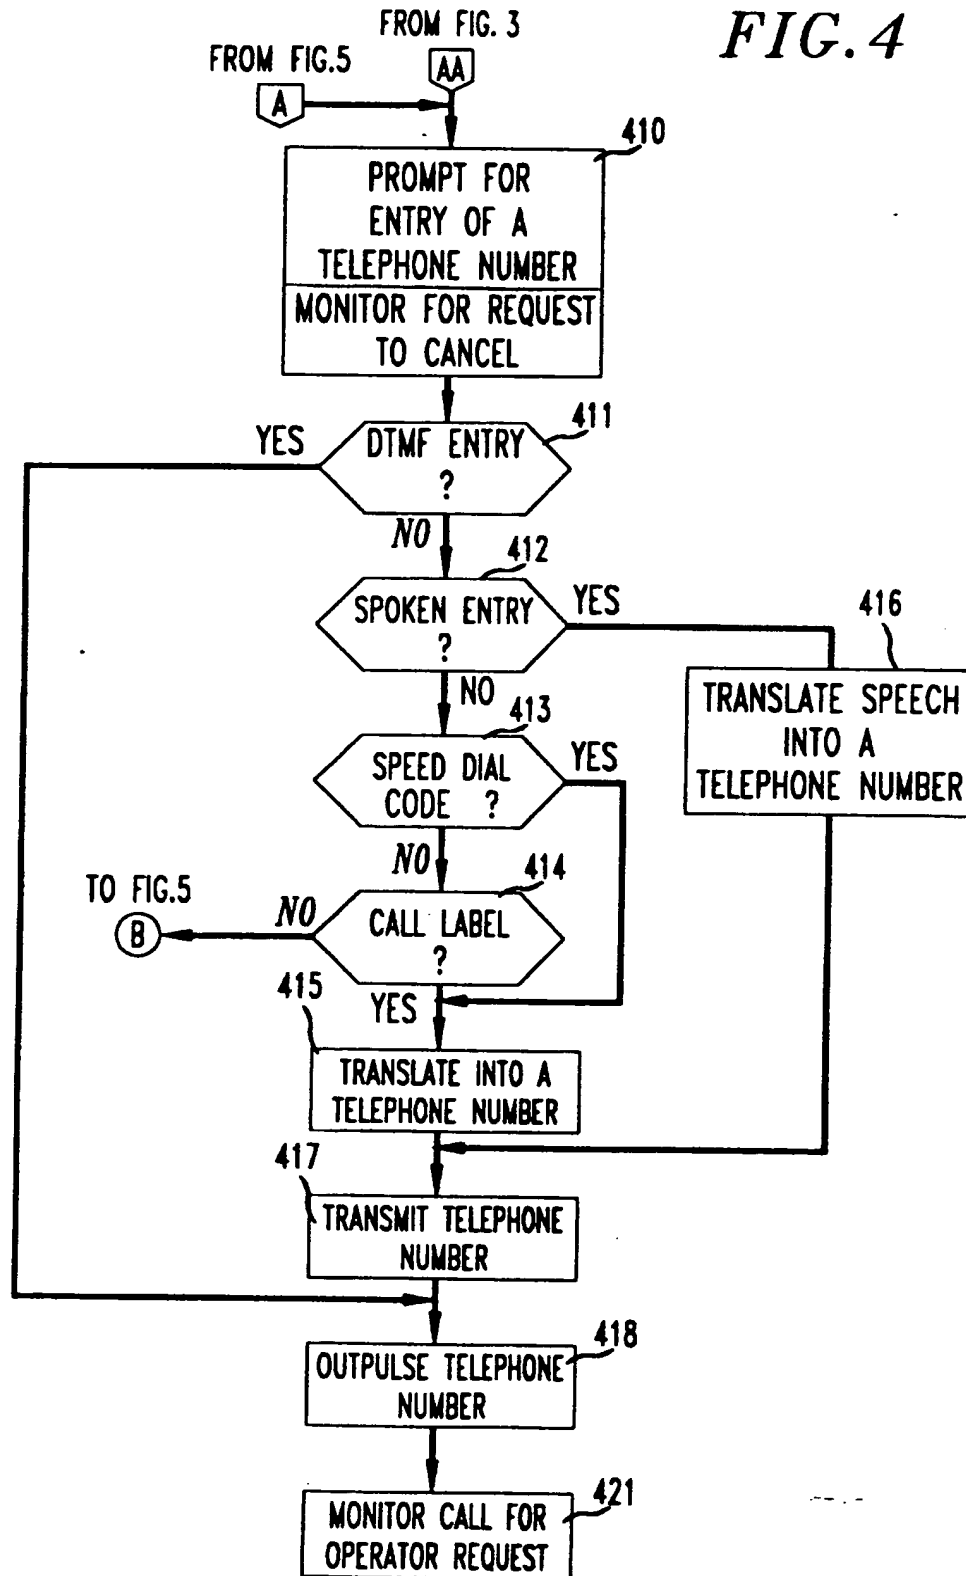 FIG. 4
FROM FIG. 3
AA
FROM FIG.5
A
410
PROMPT FOR
ENTRY OF A
TELEPHONE NUMBER
MONITOR FOR REQUEST
TO CANCEL
411
YES
DTMF ENTRY
?
NO
412
SPOKEN ENTRY
?
YES
416
TRANSLATE SPEECH
INTO A
TELEPHONE NUMBER
NO
413
SPEED DIAL
CODE ?
YES
NO
414
TO FIG.5
B
NO
CALL LABEL
?
415
YES
TRANSLATE INTO A
TELEPHONE NUMBER
417
TRANSMIT TELEPHONE
NUMBER
418
OUTPULSE TELEPHONE
NUMBER
421
MONITOR CALL FOR
OPERATOR REQUEST